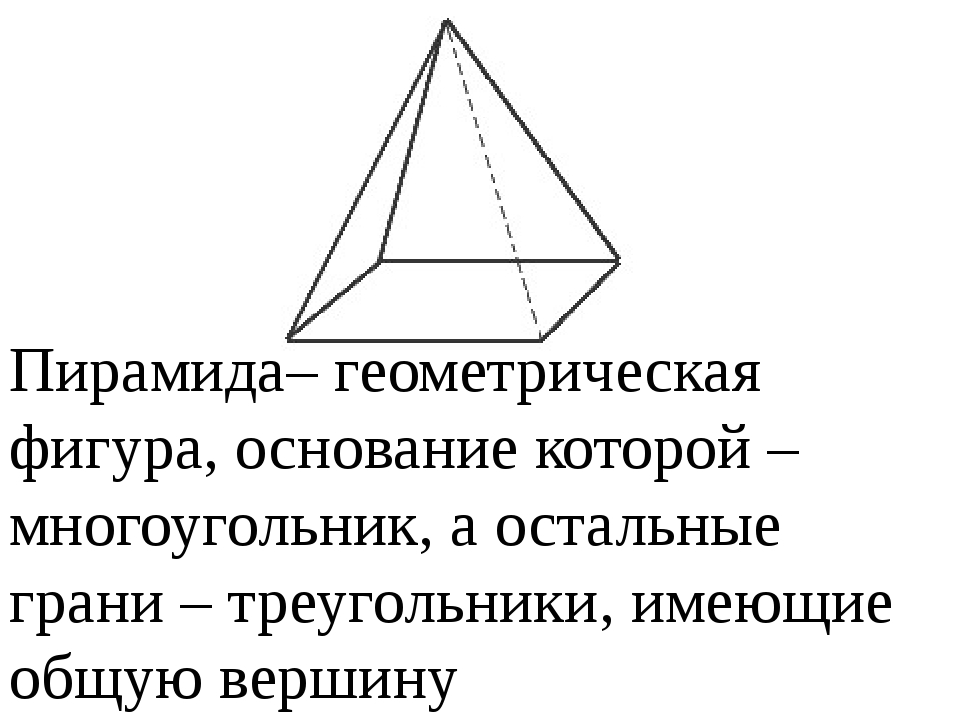 Пирамида– геометрическая
фигура, основание которой –
многоугольник, а остальные
грани – треугольники, имеющие
общую вершину